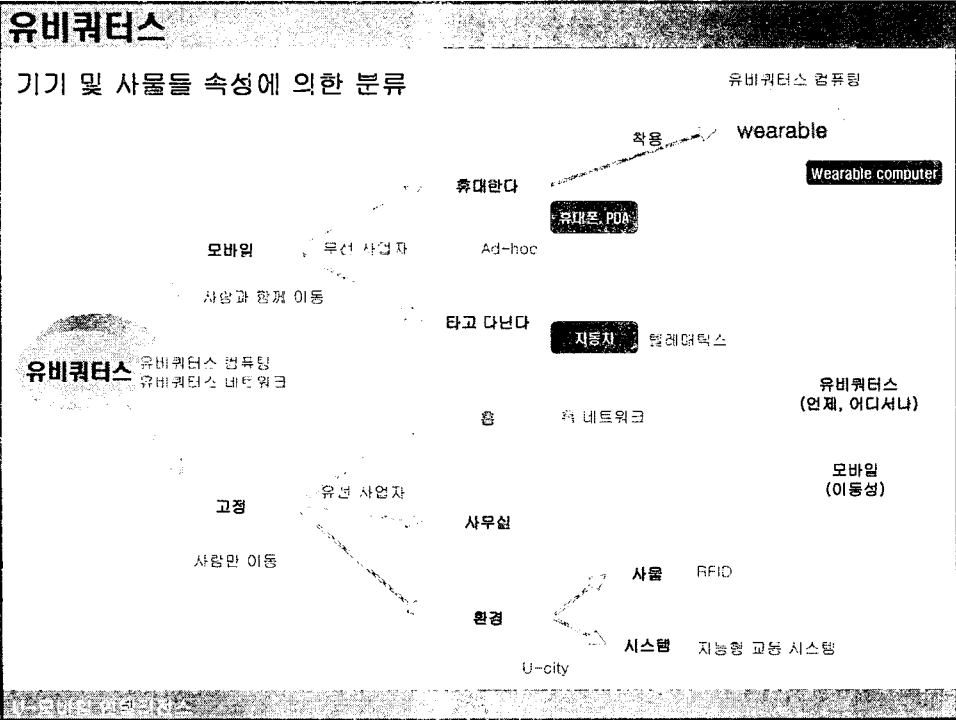 유비쿼터스
기기 및 사물들 속성에 의한 분류
유비쿼터스 컴퓨팅
wearable
착용
Wearable computer
휴대한다
휴대폰, PDA
모바일
무선 사업자
Ad-hoc
사람과 함께 이동
타고 다닌다
자동차
텔레매틱스
유비쿼터스
유비쿼터스 컴퓨팅
유비쿼터스 네트워크
유비쿼터스
(언제, 어디서나)
홈
홈 네트워크
모바일
(이동성)
고정
유선 사업자
사무실
사람만 이동
사물
RFID
환경
시스템
지능형 교통 시스템
U-city